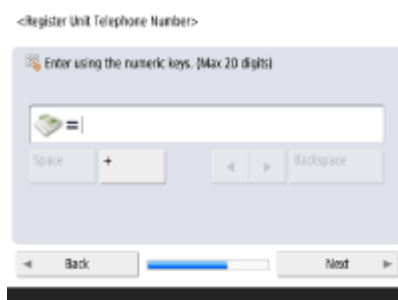 <Register Unit Telephone Number>
Enter using the numeric keys. (Max 20 digits)
=
Space + Backspace
Back Next